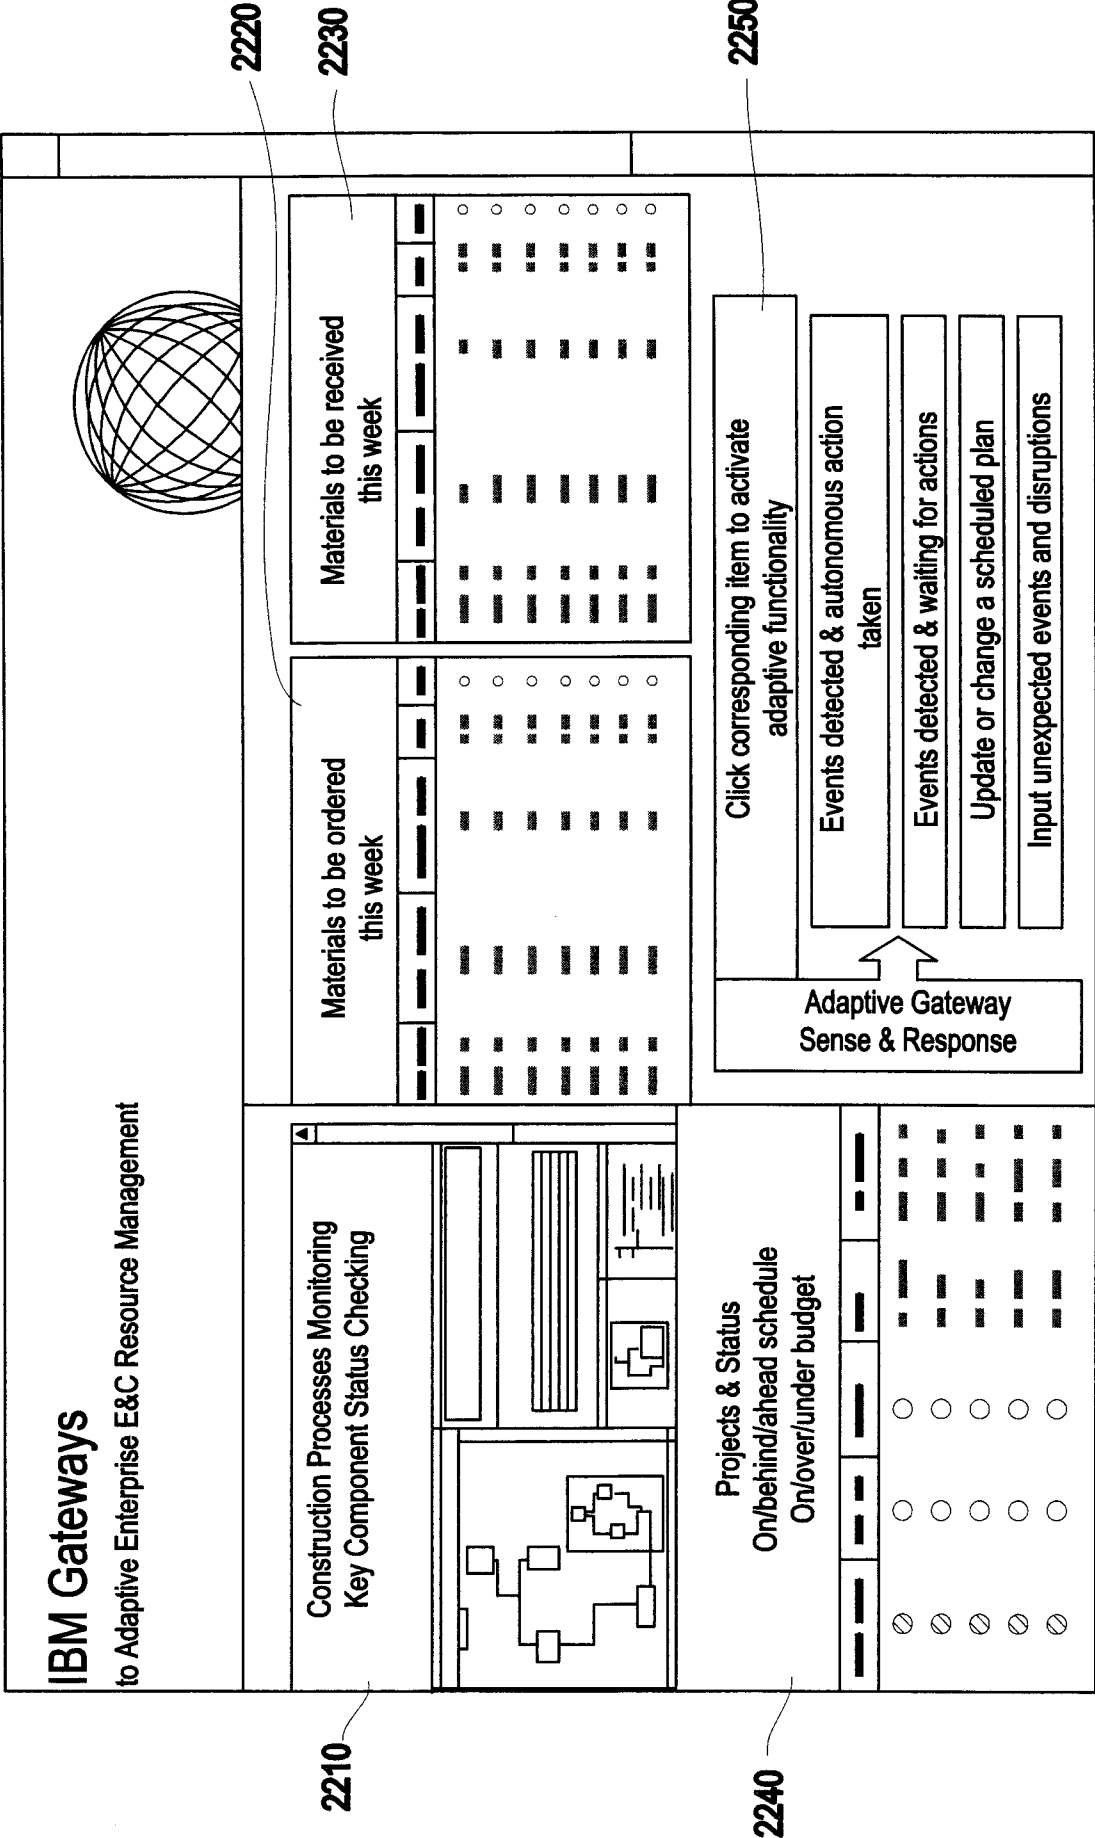 IBM Gateways
to Adaptive Enterprise E&C Resource Management
2210
Construction Processes Monitoring
Key Component Status Checking
2220
Materials to be ordered
this week
2230
Materials to be received
this week
2240
Projects & Status
On/behind/ahead schedule
On/over/under budget
2250
Adaptive Gateway
Sense & Response
Click corresponding item to activate
adaptive functionality
Events detected & autonomous action
taken
Events detected & waiting for actions
Update or change a scheduled plan
Input unexpected events and disruptions